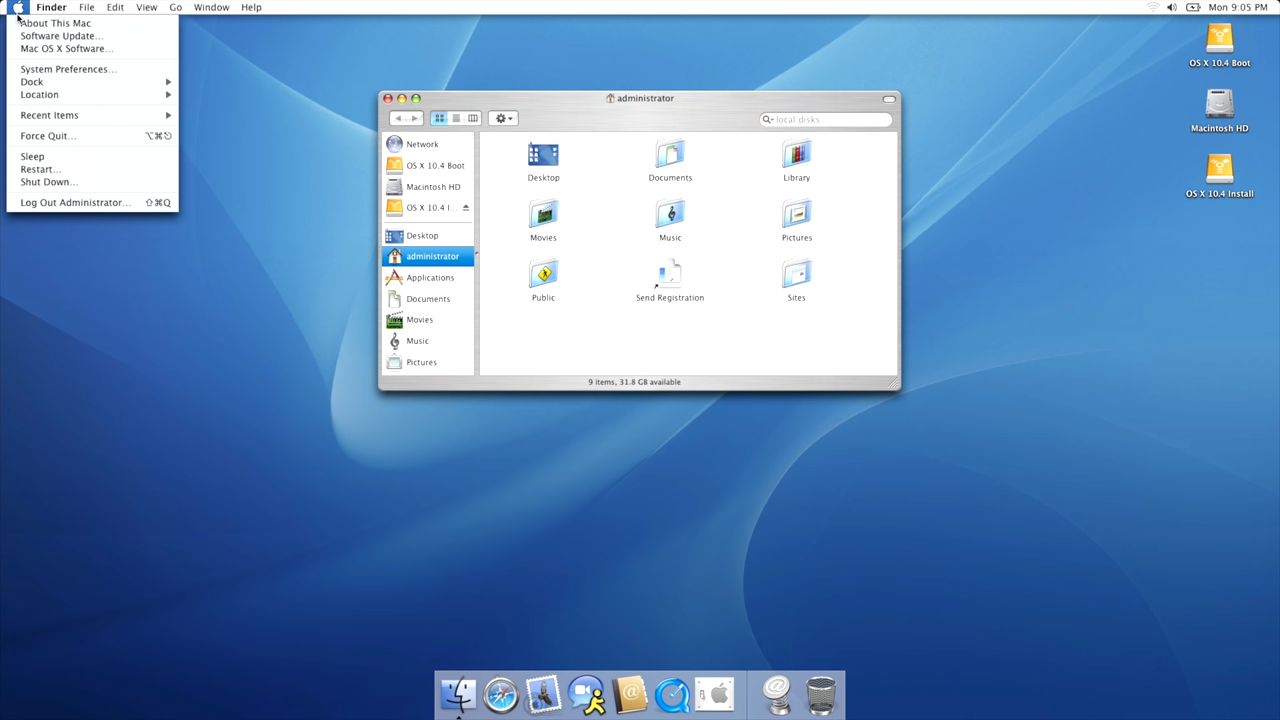 Finder File Edit View Go Window Help Mon 9:05 PM
About This Mac
Software Update...
Mac OS X Software...
System Preferences...
Dock
Location
Recent Items
Force Quit... ⌥⌘⎋
Sleep
Restart...
Shut Down...
Log Out Administrator... ⇧⌘Q
administrator
local disks
Network
OS X 10.4 Boot
Macintosh HD
OS X 10.4 I...
Desktop
administrator
Applications
Documents
Movies
Music
Pictures
Desktop Documents Library
Movies Music Pictures
Public Send Registration Sites
9 items, 31.8 GB available
OS X 10.4 Boot
Macintosh HD
OS X 10.4 Install